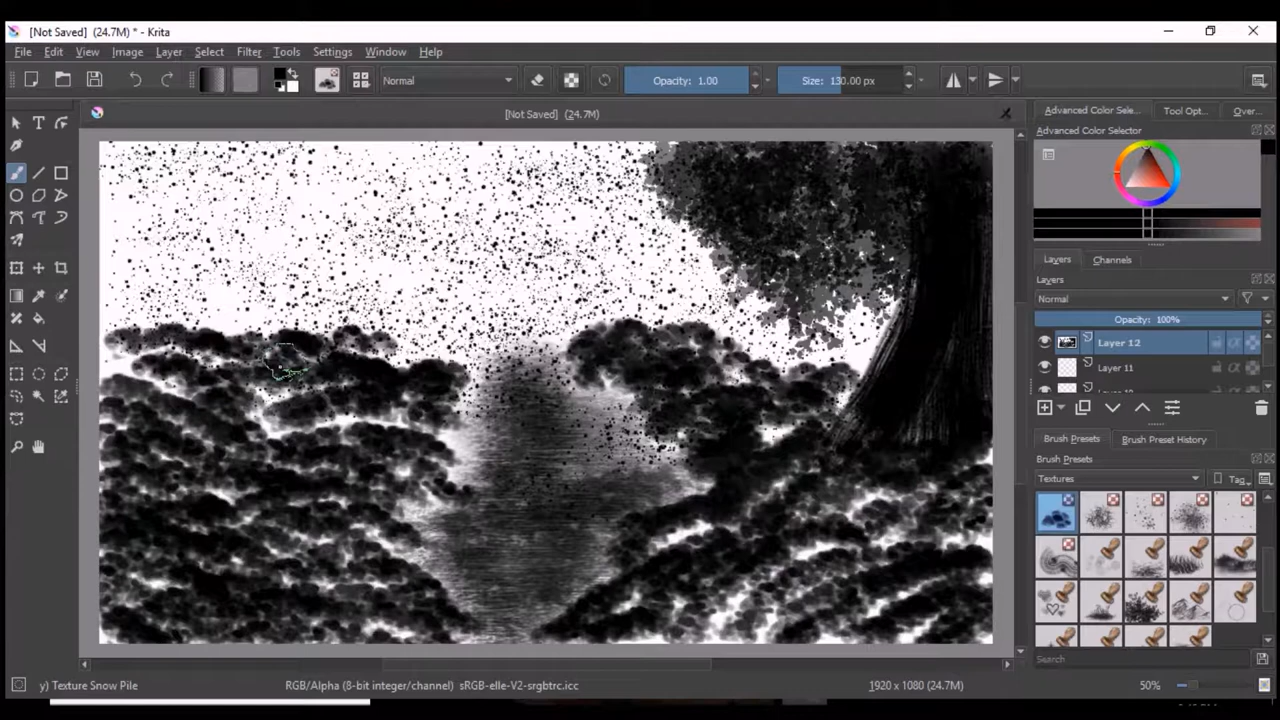 [Not Saved] (24.7M) * - Krita
File Edit View Image Layer Select Filter Tools Settings Window Help
Normal Opacity: 1.00 Size: 130.00 px
[Not Saved] (24.7M)
Advanced Color Sele... Tool Opt... Over...
Advanced Color Selector
Layers Channels
Layers
Normal
Opacity: 100%
Layer 12
Layer 11
Brush Presets Brush Preset History
Brush Presets
Textures Tag
Search
y) Texture Snow Pile RGB/Alpha (8-bit integer/channel) sRGB-elle-V2-srgbtrc.icc 1920 x 1080 (24.7M) 50%